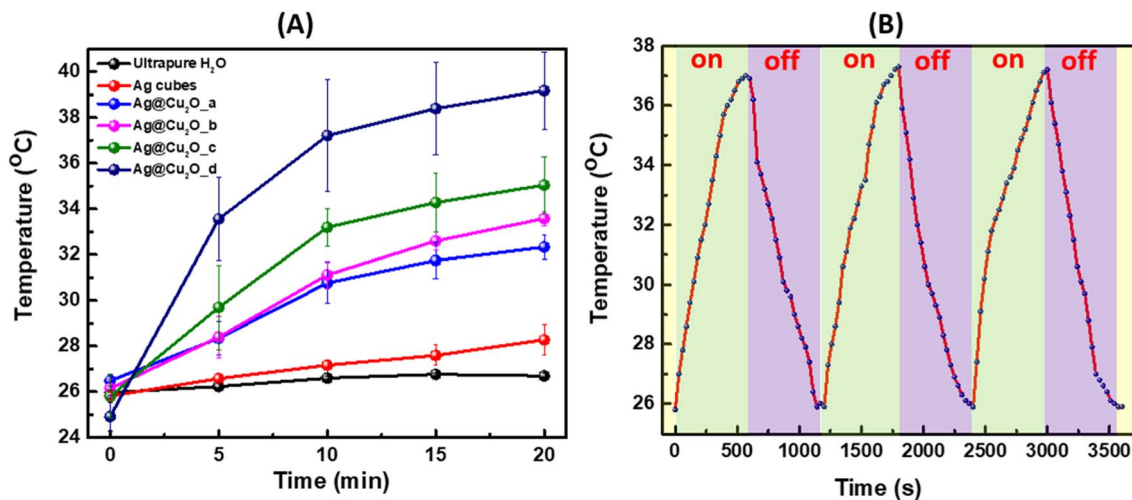 (A)
(B)
Temperature (°C)
40
38
36
34
32
30
28
26
24
Ultrapure H₂O
Ag cubes
Ag@Cu₂O_a
Ag@Cu₂O_b
Ag@Cu₂O_c
Ag@Cu₂O_d
0
5
10
15
20
Time (min)
Temperature (°C)
38
36
34
32
30
28
26
on
off
on
off
on
off
0
500
1000
1500
2000
2500
3000
3500
Time (s)